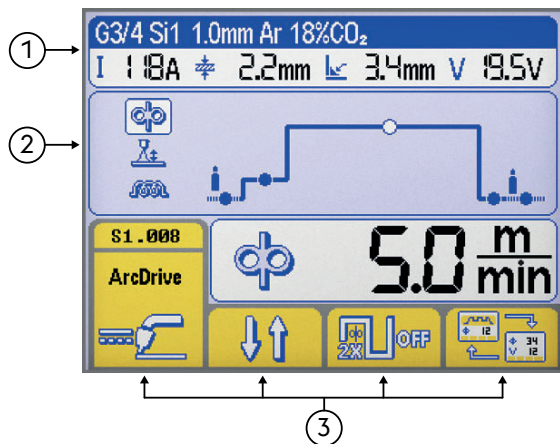 G3/4 Si1 1.0mm Ar 18%CO₂
1 I 118A 2.2mm 3.4mm V 19.5V
2
S1.008
ArcDrive
5.0 m/min
2X OFF 12 34 V 12
3